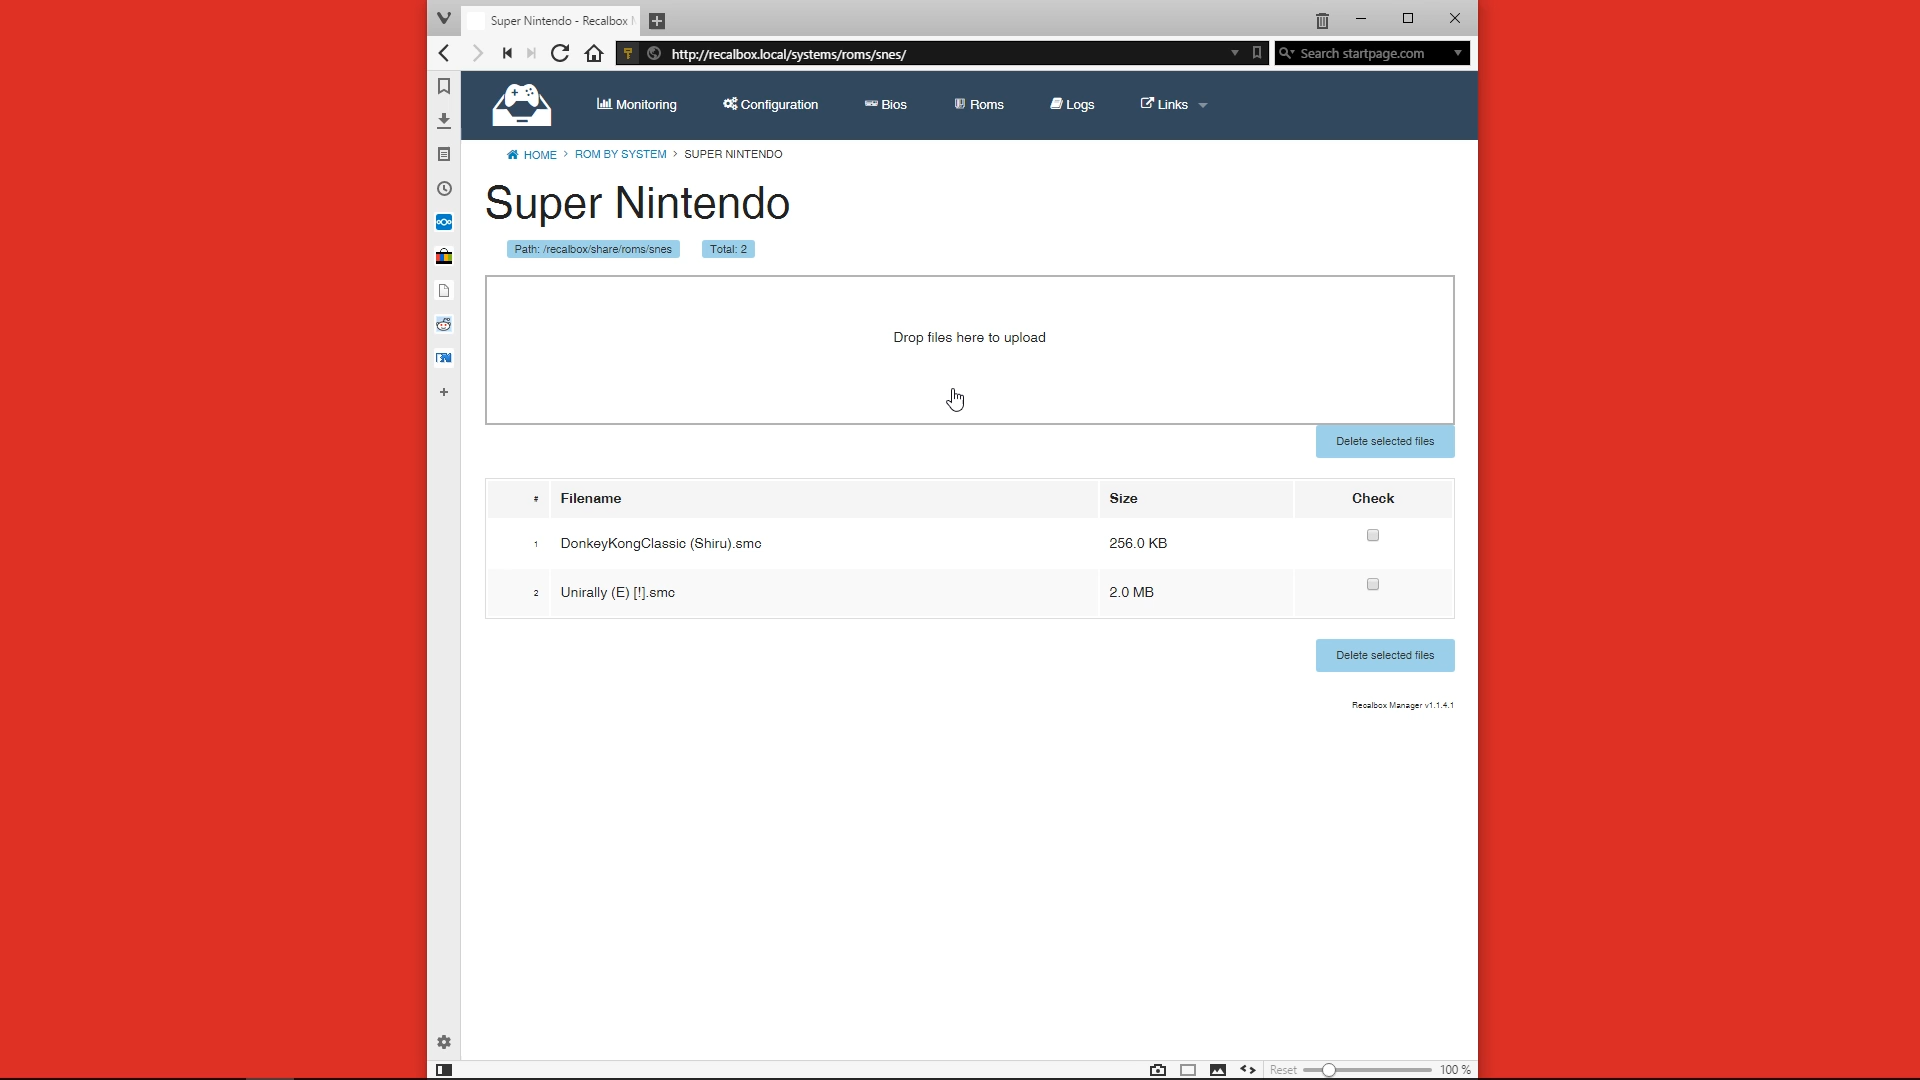 Super Nintendo - Recalbox
http://recalbox.local/systems/roms/snes/
Search startpage.com
Monitoring
Configuration
Bios
Roms
Logs
Links
HOME > ROM BY SYSTEM > SUPER NINTENDO
Super Nintendo
Path: /recalbox/share/roms/snes
Total: 2
Drop files here to upload
Delete selected files
# Filename Size Check
1 DonkeyKongClassic (Shiru).smc 256.0 KB
2 Unirally (E) [!].smc 2.0 MB
Delete selected files
Recalbox Manager v1.1.4.1
Reset 100 %